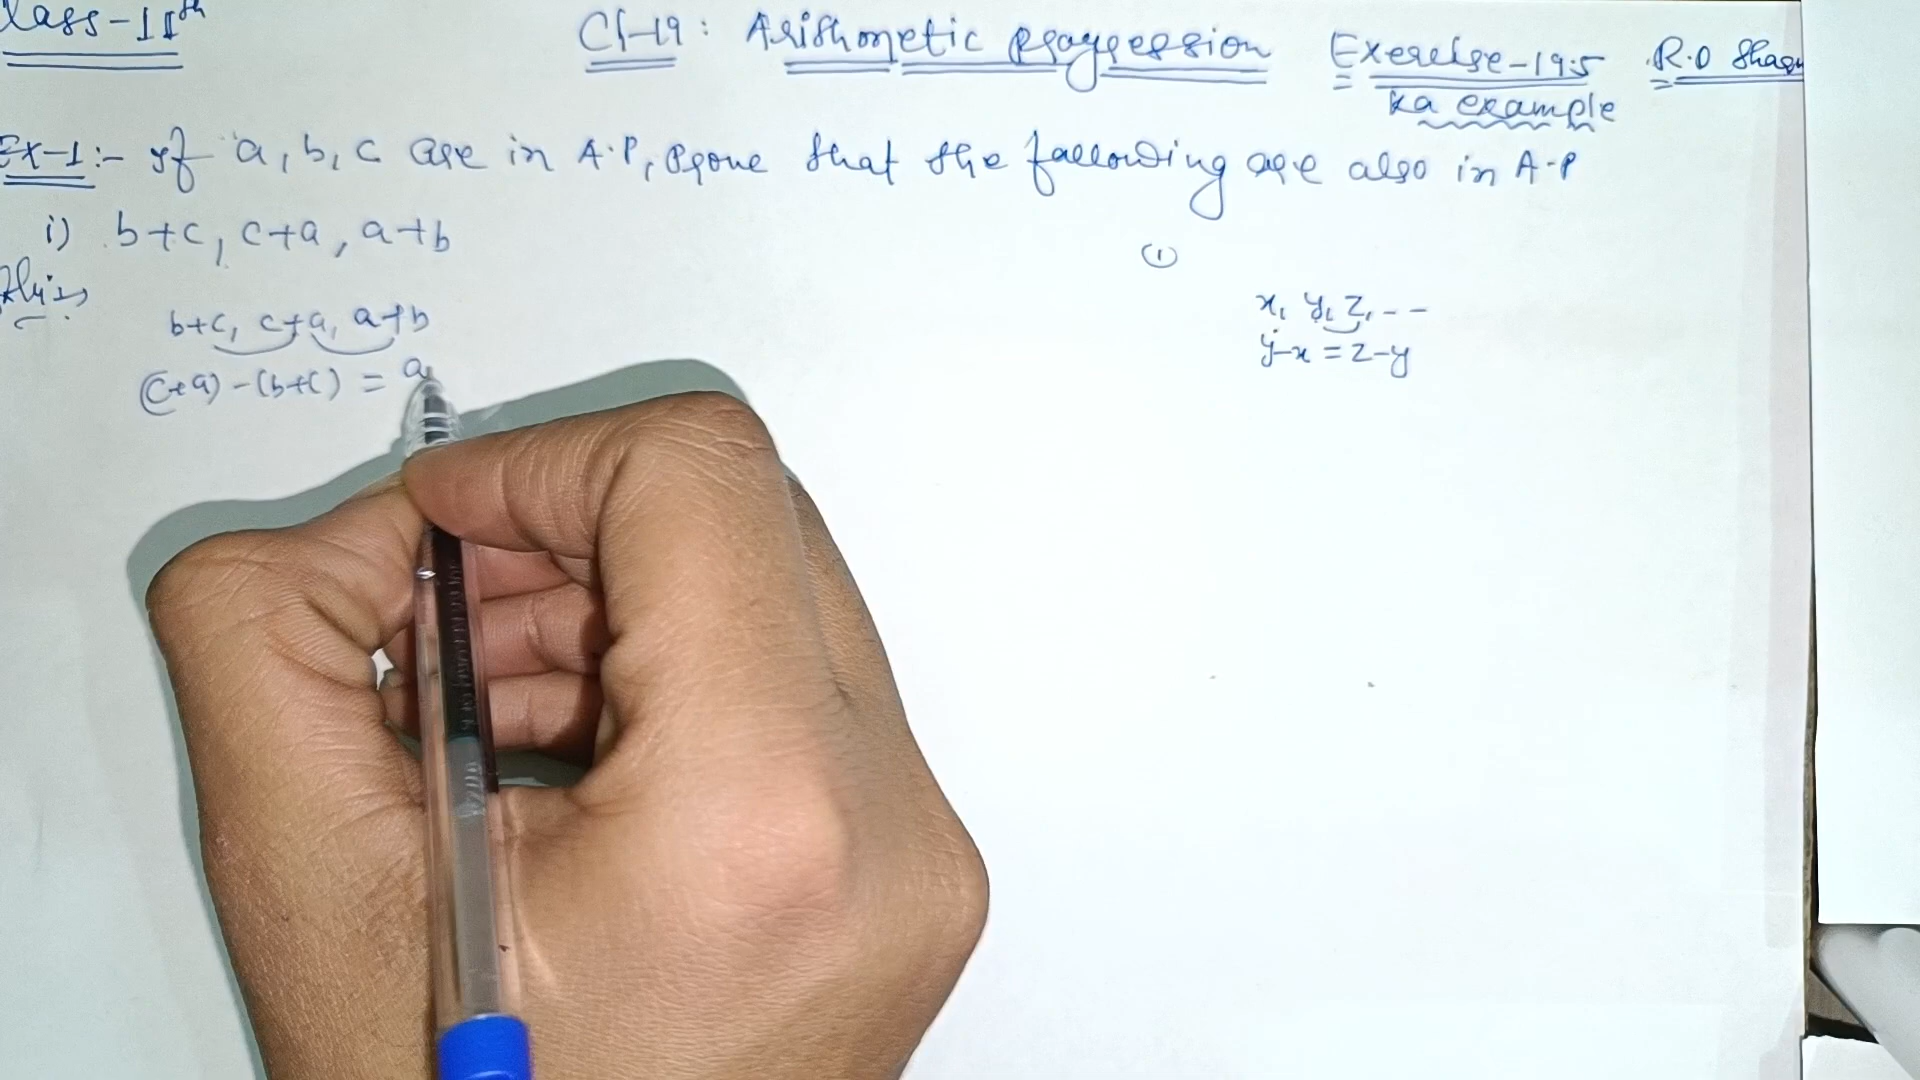 Class-11th
Ch-19: Arithmetic progression Exercise-19.5 R.D Sharm
ka example
Ex-1:- If a, b, c are in A.P, Prove that the following are also in A.P
i) b+c, c+a, a+b
①
b+c, c+a, a+b
(c+a) - (b+c) = a
x, y, z, - -
y-x = z-y